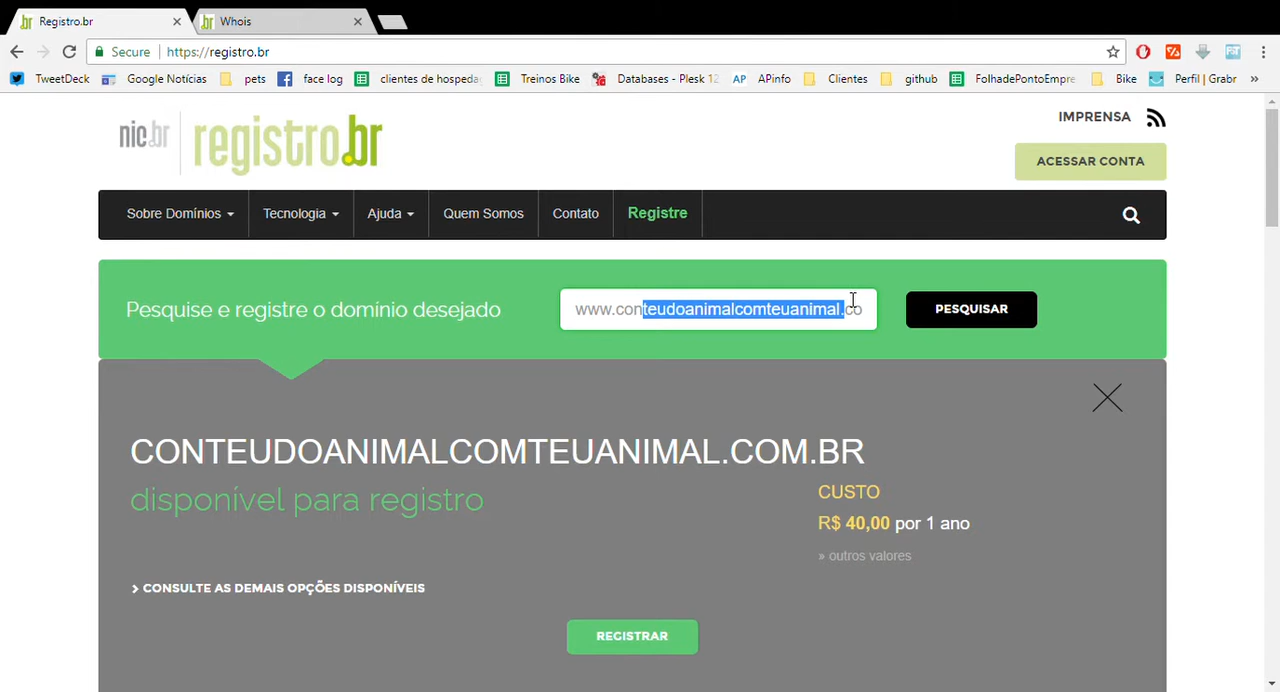 Registro.br
Whois
Secure https://registro.br
TweetDeck Google Notícias pets face log clientes de hospeda Treinos Bike Databases - Plesk 12 AP APinfo Clientes github FolhadePontoEmpre Bike Perfil | Grabr »
IMPRENSA
nic.br registro.br
ACESSAR CONTA
Sobre Domínios Tecnologia Ajuda Quem Somos Contato Registre
Pesquise e registre o domínio desejado www.conteudoanimalcomteuanimal.co PESQUISAR
CONTEUDOANIMALCOMTEUANIMAL.COM.BR
disponível para registro
CUSTO
R$ 40,00 por 1 ano
» outros valores
CONSULTE AS DEMAIS OPÇÕES DISPONÍVEIS
REGISTRAR